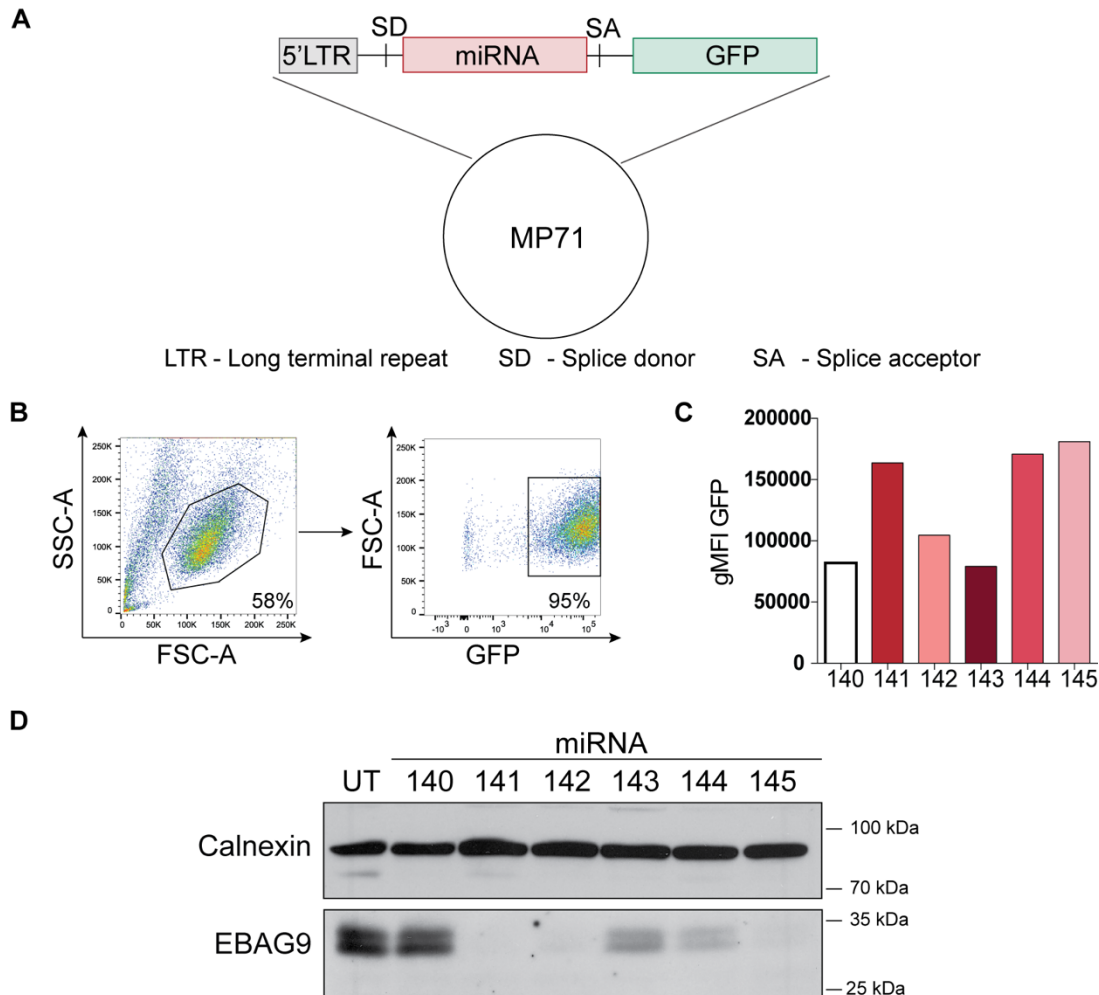 A
SD SA
5'LTR miRNA GFP
MP71
LTR - Long terminal repeat SD - Splice donor SA - Splice acceptor
B
SSC-A
250K
200K
150K
100K
50K
0
58%
0 50K 100K 150K 200K 250K
FSC-A
FSC-A
250K
200K
150K
100K
50K
0
95%
-10³ 0 10³ 10⁴ 10⁵
GFP
C
gMFI GFP
200000
150000
100000
50000
0
140 141 142 143 144 145
D
miRNA
UT 140 141 142 143 144 145
Calnexin
100 kDa
70 kDa
EBAG9
35 kDa
25 kDa